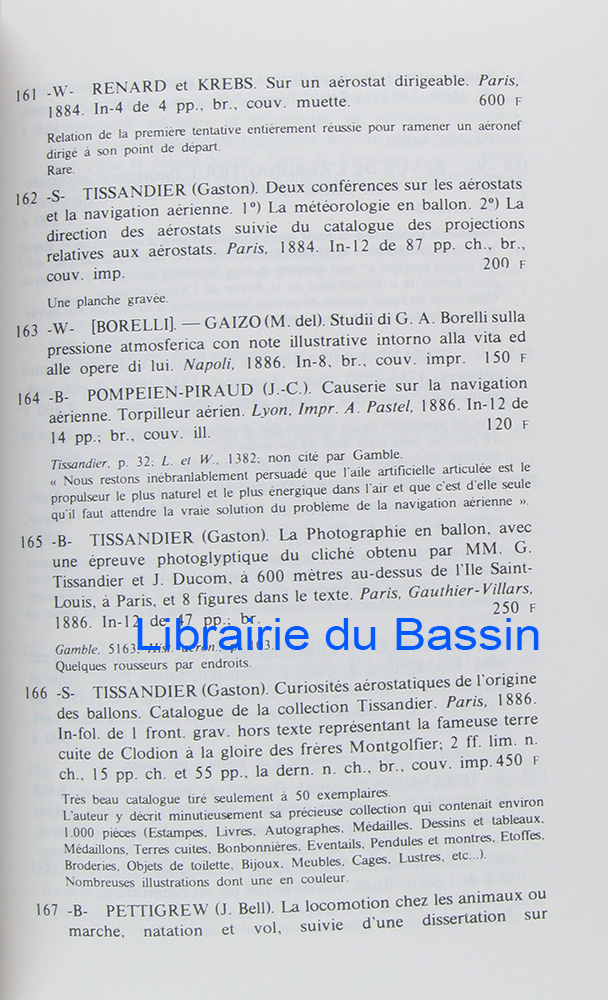 161 -W- RENARD et KREBS. Sur un aérostat dirigeable. Paris,
1884. In-4 de 4 pp., br., couv. muette. 600 F
Relation de la première tentative entièrement réussie pour ramener un aéronef
dirigé à son point de départ.
Rare.
162 -S- TISSANDIER (Gaston). Deux conférences sur les aérostats
et la navigation aérienne. 1°) La météorologie en ballon. 2°) La
direction des aérostats suivie du catalogue des projections
relatives aux aérostats. Paris, 1884. In-12 de 87 pp. ch., br.,
couv. imp. 200 F
Une planche gravée.
163 -W- [BORELLI]. — GAIZO (M. del). Studii di G. A. Borelli sulla
pressione atmosferica con note illustrative intorno alla vita ed
alle opere di lui. Napoli, 1886. In-8, br., couv. impr. 150 F
164 -B- POMPEIEN-PIRAUD (J.-C.). Causerie sur la navigation
aérienne. Torpilleur aérien. Lyon, Impr. A. Pastel, 1886. In-12 de
14 pp.; br., couv. ill. 120 F
Tissandier, p. 32; L. et W., 1382; non cité par Gamble.
« Nous restons inébranlablement persuadé que l'aile artificielle articulée est le
propulseur le plus naturel et le plus énergique dans l'air et que c'est d'elle seule
qu'il faut attendre la vraie solution du problème de la navigation aérienne ».
165 -B- TISSANDIER (Gaston). La Photographie en ballon, avec
une épreuve photoglyptique du cliché obtenu par MM. G.
Tissandier et J. Ducom, à 600 mètres au-dessus de l'Ile Saint-
Louis, à Paris, et 8 figures dans le texte. Paris, Gauthier-Villars,
1886. In-12 de 47 pp.; br. 250 F
Librairie du Bassin
Gamble, 5163. Hist. aéron., p. 103.
Quelques rousseurs par endroits.
166 -S- TISSANDIER (Gaston). Curiosités aérostatiques de l'origine
des ballons. Catalogue de la collection Tissandier. Paris, 1886.
In-fol. de 1 front. grav. hors texte représentant la fameuse terre
cuite de Clodion à la gloire des frères Montgolfier; 2 ff. lim. n.
ch., 15 pp. ch. et 55 pp., la dern. n. ch., br., couv. imp. 450 F
Très beau catalogue tiré seulement à 50 exemplaires.
L'auteur y décrit minutieusement sa précieuse collection qui contenait environ
1.000 pièces (Estampes, Livres, Autographes, Médailles, Dessins et tableaux,
Médaillons, Terres cuites, Bonbonnières, Eventails, Pendules et montres, Etoffes,
Broderies, Objets de toilette, Bijoux, Meubles, Cages, Lustres, etc...).
Nombreuses illustrations dont une en couleur.
167 -B- PETTIGREW (J. Bell). La locomotion chez les animaux ou
marche, natation et vol, suivie d'une dissertation sur